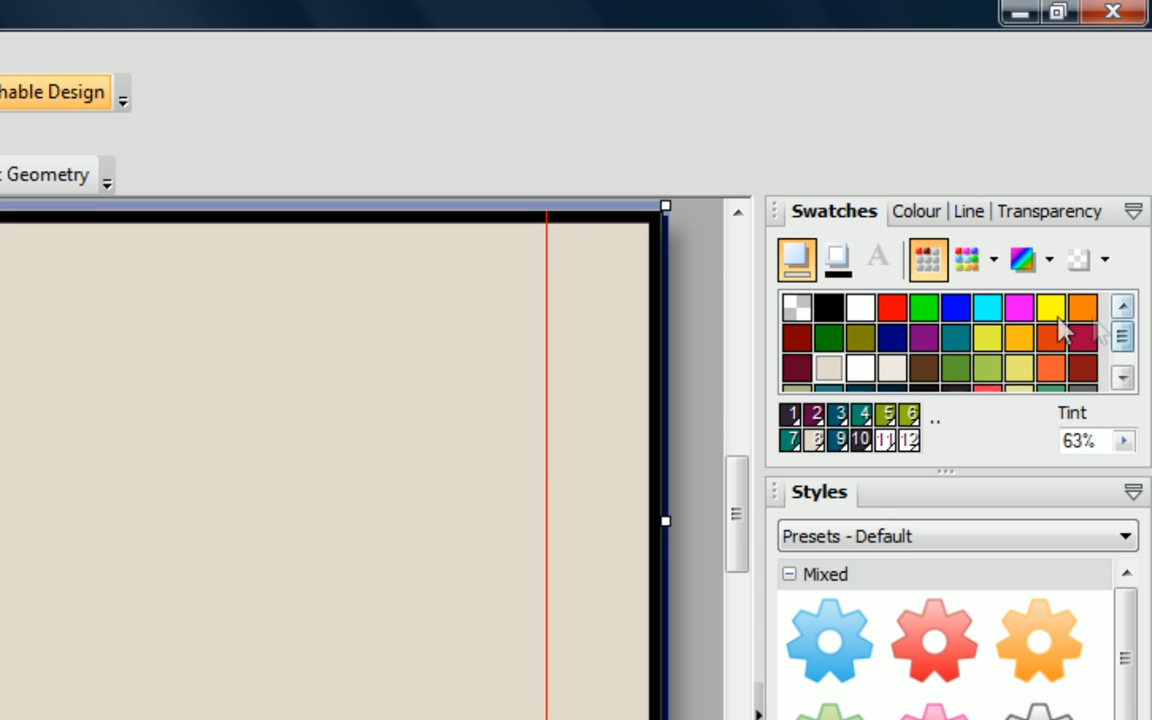 hable Design
Geometry
Swatches Colour | Line | Transparency
A
1 2 3 4 5 6 ..
7 8 9 10 11 12
Tint
63%
Styles
Presets - Default
Mixed